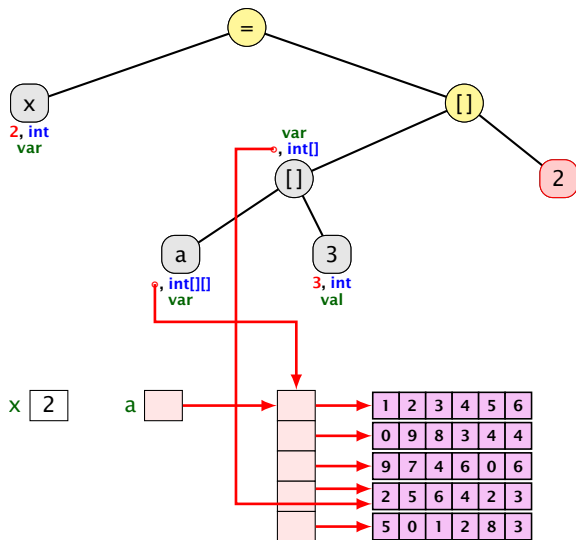 =
x
[]
2, int
var
var
, int[]
[]
2
a
3
, int[][]
var
3, int
val
x 2 a
1 2 3 4 5 6
0 9 8 3 4 4
9 7 4 6 0 6
2 5 6 4 2 3
5 0 1 2 8 3